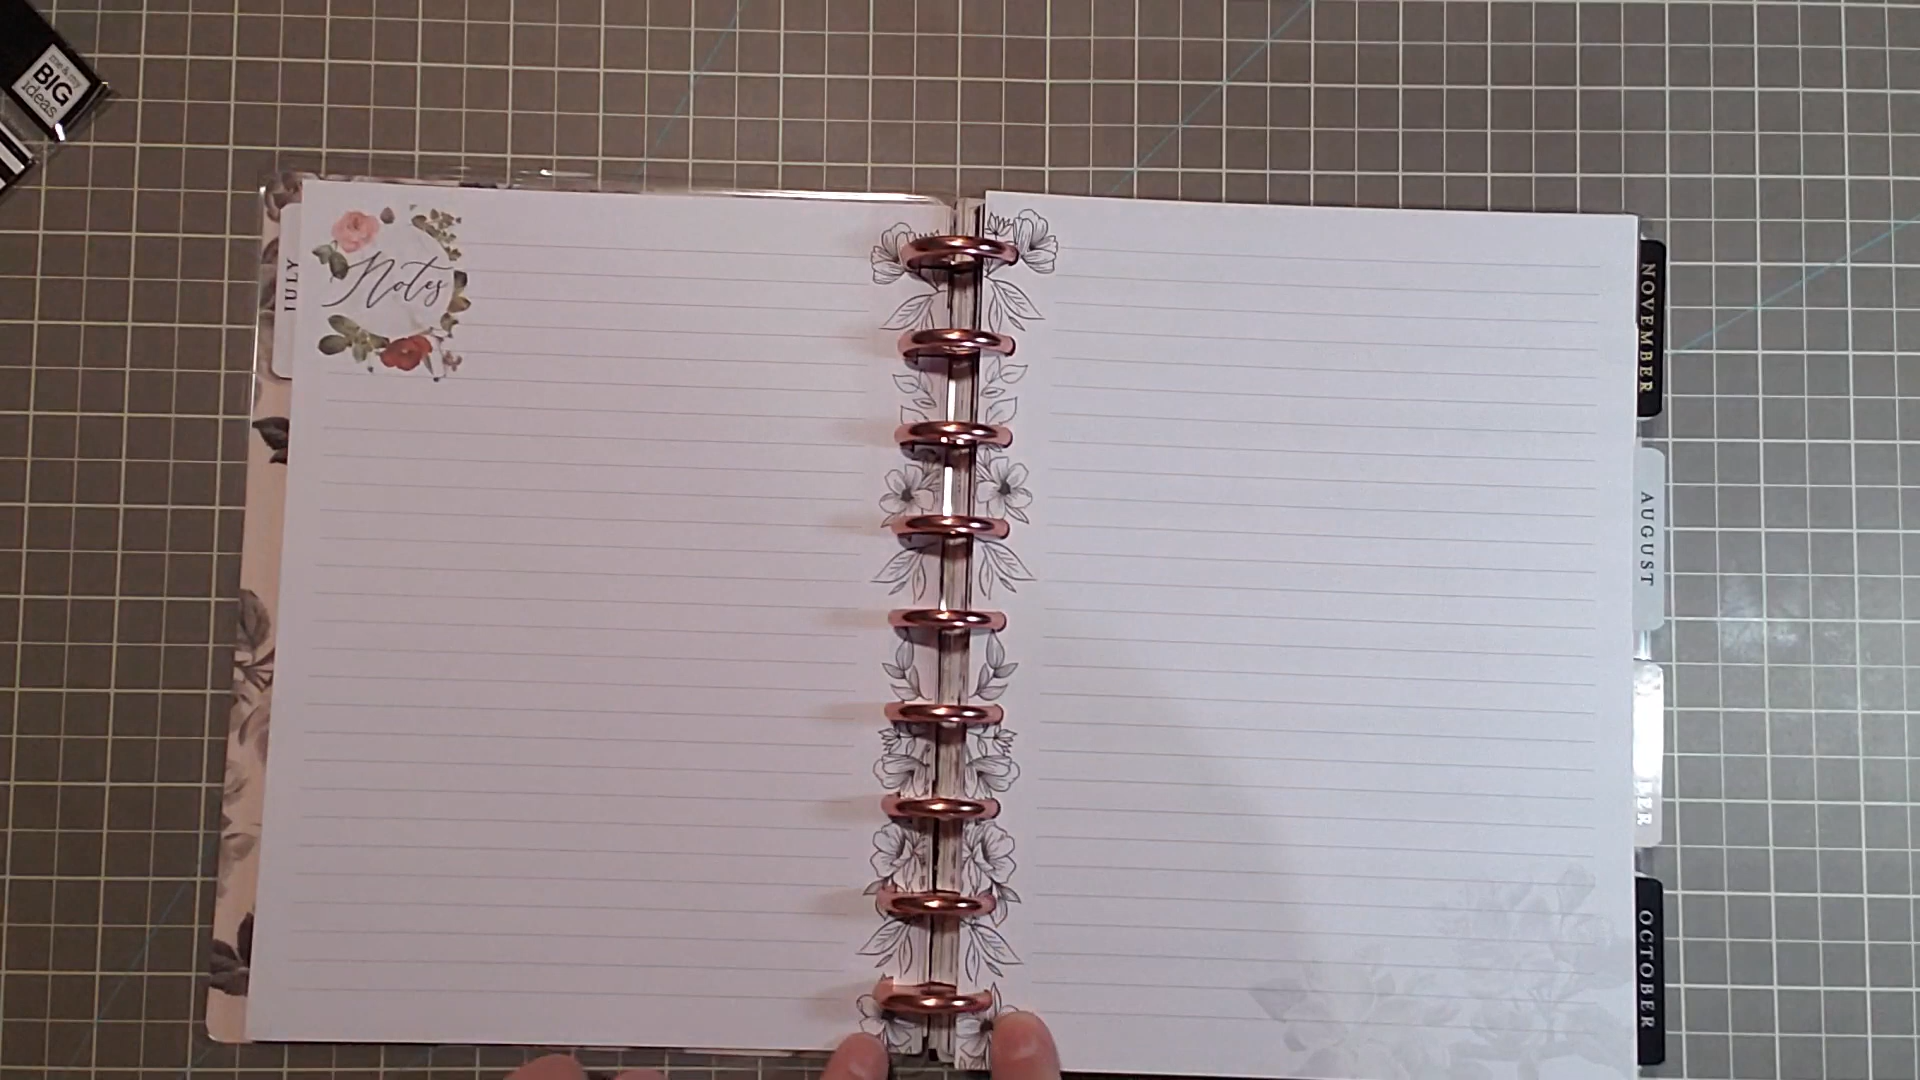 me & my
BIG
ideas
JULY
Notes
NOVEMBER
AUGUST
OCTOBER